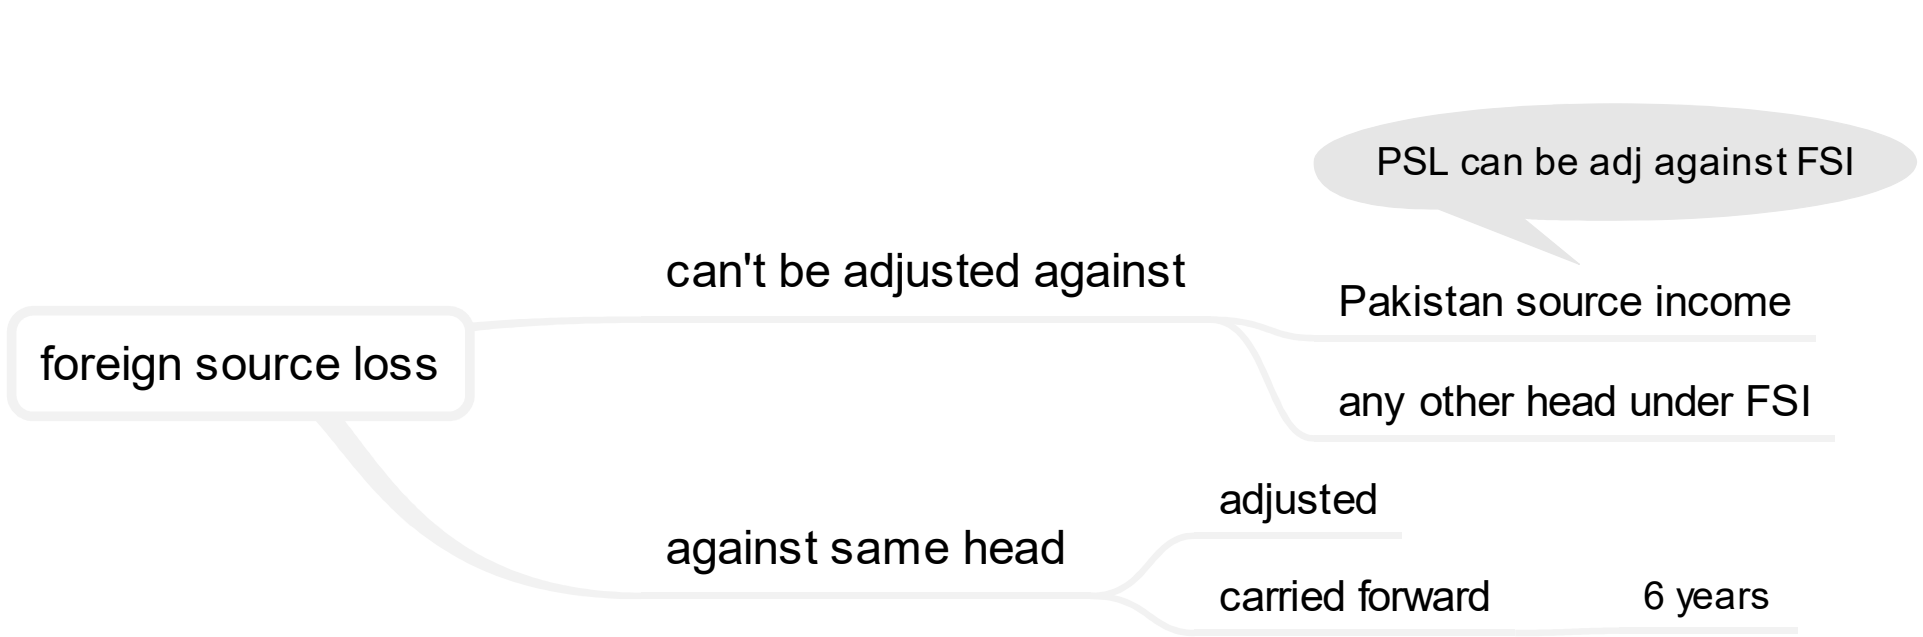 foreign source loss
can't be adjusted against
PSL can be adj against FSI
Pakistan source income
any other head under FSI
against same head
adjusted
carried forward
6 years